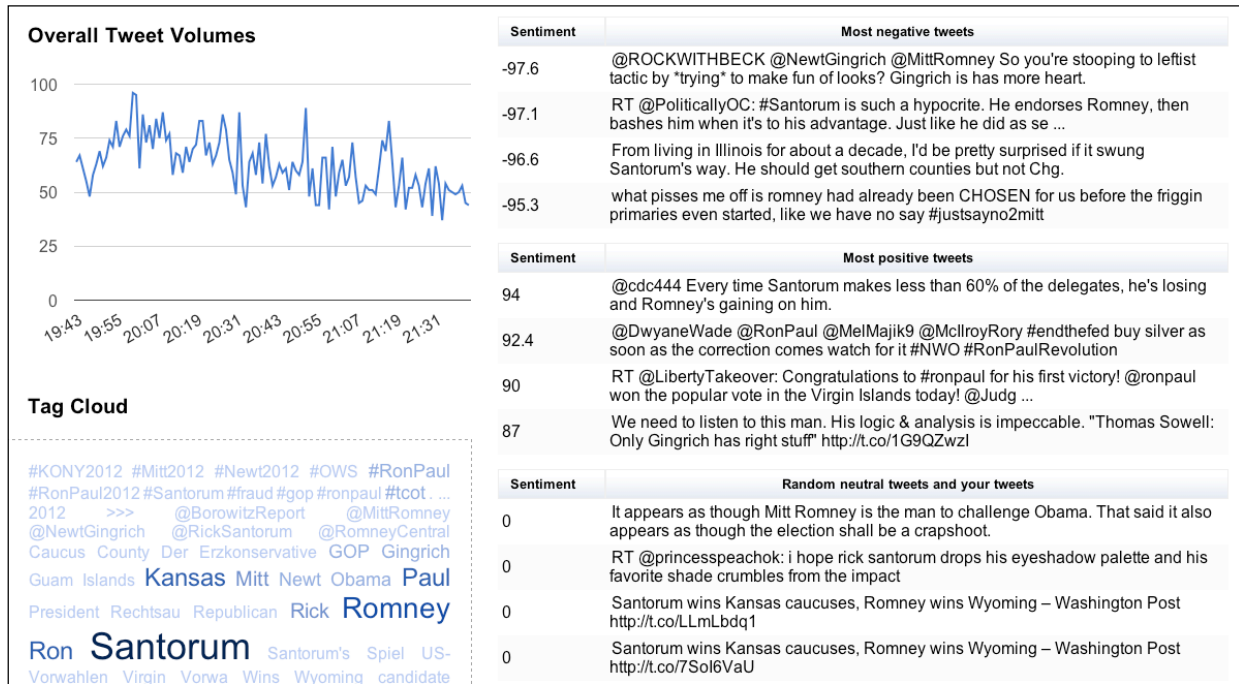 Overall Tweet Volumes
100
75
50
25
0
19:43 19:55 20:07 20:19 20:31 20:43 20:55 21:07 21:19 21:31
Tag Cloud
#KONY2012 #Mitt2012 #Newt2012 #OWS #RonPaul
#RonPaul2012 #Santorum #fraud #gop #ronpaul #tcot . ...
2012 >>> @BorowitzReport @MittRomney
@NewtGingrich @RickSantorum @RomneyCentral
Caucus County Der Erzkonservative GOP Gingrich
Guam Islands Kansas Mitt Newt Obama Paul
President Rechtsau Republican Rick Romney
Ron Santorum Santorum's Spiel US-
Vorwahlen Virgin Vorwa Wins Wyoming candidate
Sentiment Most negative tweets
-97.6 @ROCKWITHBECK @NewtGingrich @MittRomney So you're stooping to leftist
tactic by *trying* to make fun of looks? Gingrich is has more heart.
-97.1 RT @PoliticallyOC: #Santorum is such a hypocrite. He endorses Romney, then
bashes him when it's to his advantage. Just like he did as se ...
-96.6 From living in Illinois for about a decade, I'd be pretty surprised if it swung
Santorum's way. He should get southern counties but not Chg.
-95.3 what pisses me off is romney had already been CHOSEN for us before the friggin
primaries even started, like we have no say #justsayno2mitt
Sentiment Most positive tweets
94 @cdc444 Every time Santorum makes less than 60% of the delegates, he's losing
and Romney's gaining on him.
92.4 @DwyaneWade @RonPaul @MelMajik9 @McIlroyRory #endthefed buy silver as
soon as the correction comes watch for it #NWO #RonPaulRevolution
90 RT @LibertyTakeover: Congratulations to #ronpaul for his first victory! @ronpaul
won the popular vote in the Virgin Islands today! @Judg ...
87 We need to listen to this man. His logic & analysis is impeccable. "Thomas Sowell:
Only Gingrich has right stuff" http://t.co/1G9QZwzI
Sentiment Random neutral tweets and your tweets
0 It appears as though Mitt Romney is the man to challenge Obama. That said it also
appears as though the election shall be a crapshoot.
0 RT @princesspeachok: i hope rick santorum drops his eyeshadow palette and his
favorite shade crumbles from the impact
0 Santorum wins Kansas caucuses, Romney wins Wyoming – Washington Post
http://t.co/LLmLbdq1
0 Santorum wins Kansas caucuses, Romney wins Wyoming – Washington Post
http://t.co/7SoI6VaU